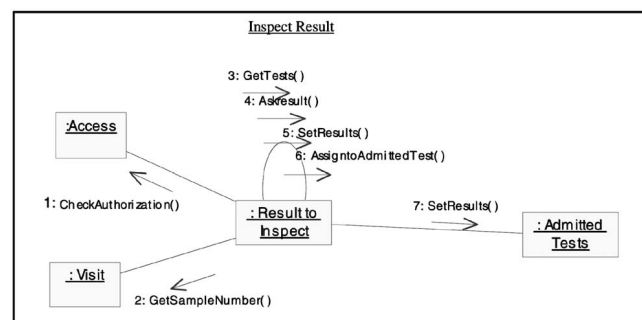 Inspect Result
3: GetTests()
4: Askresult()
5: SetResults()
6: AssigntoAdmittedTest()
:Access
1: CheckAuthorization()
: Result to
Inspect
7: SetResults()
: Admitted
Tests
: Visit
2: GetSampleNumber()